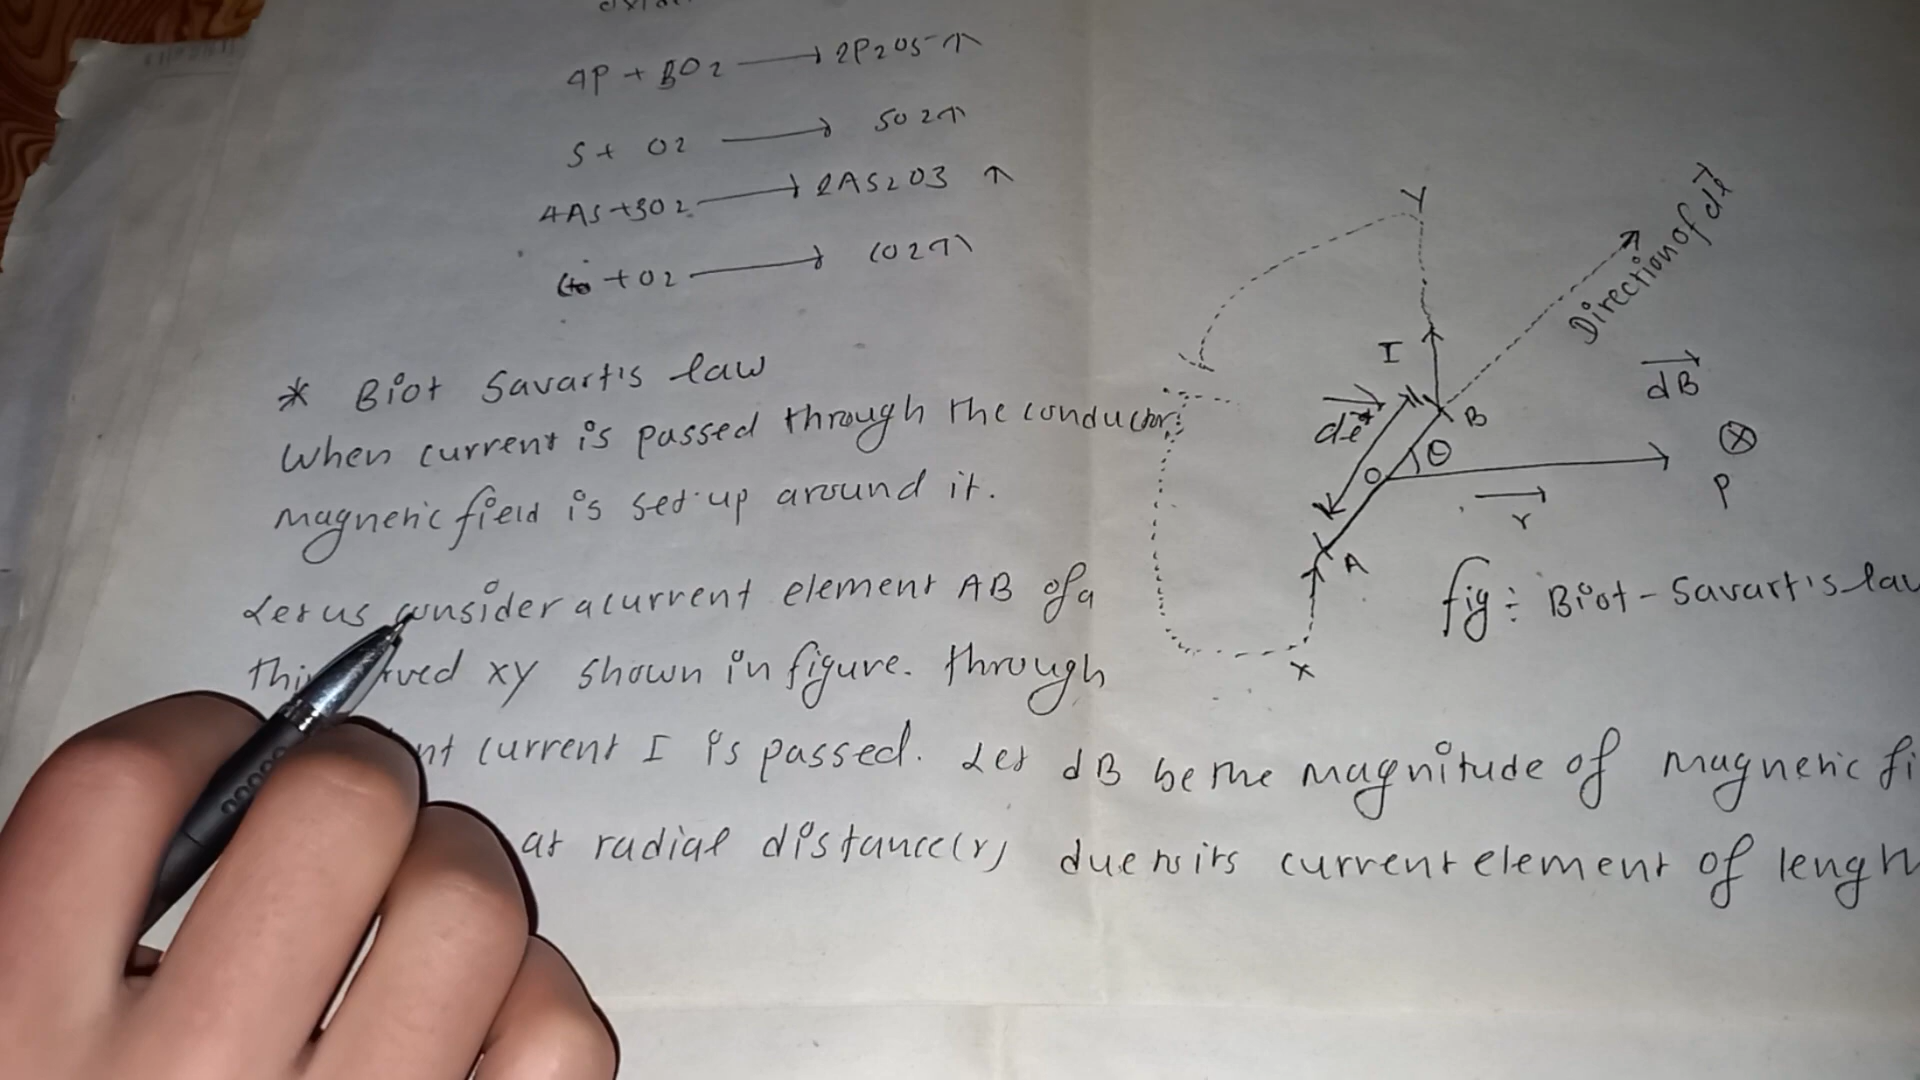 4P + 5O2 → 2P2O5 ↑
S + O2 → SO2 ↑
4As + 3O2 → 2As2O3 ↑
+ O2 → CO2 ↑
* Biot Savart's law
When current is passed through the conductor
magnetic field is set up around it.
Let us consider a current element AB of a
xy shown in figure. through
current I is passed. Let dB be the magnitude of magnetic fi
at radial distance (r) due to its current element of length
Y
Direction of dl
I
dl
B
dB
O
θ
⊗
P
r
A
X
fig: Biot-Savart's law